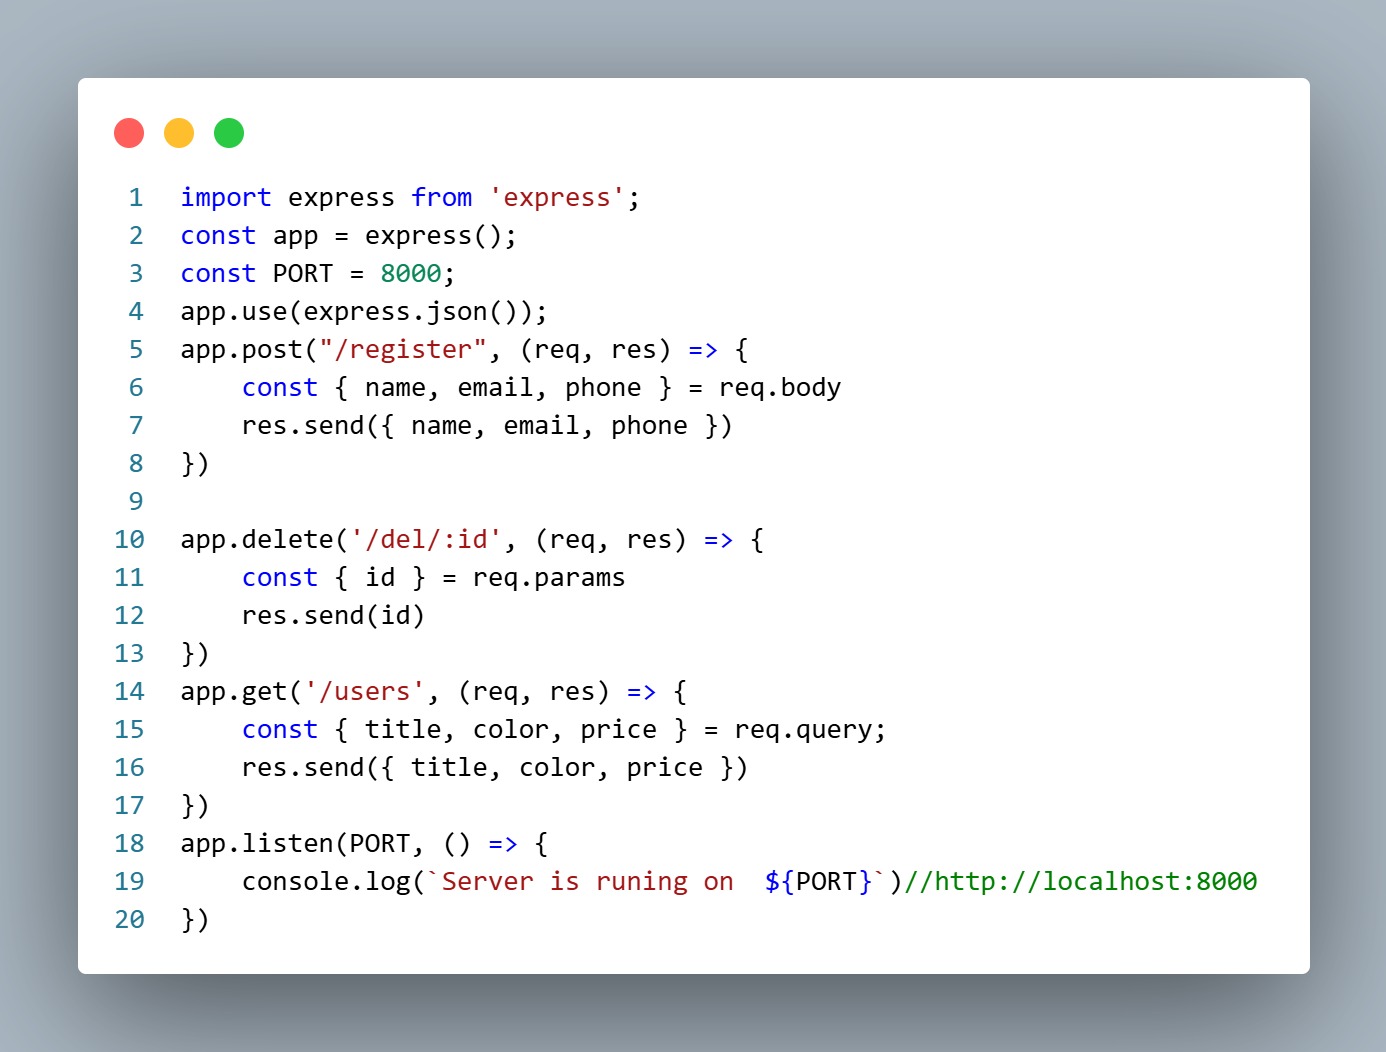 1 import express from 'express';
2 const app = express();
3 const PORT = 8000;
4 app.use(express.json());
5 app.post("/register", (req, res) => {
6     const { name, email, phone } = req.body
7     res.send({ name, email, phone })
8 })
9
10 app.delete('/del/:id', (req, res) => {
11     const { id } = req.params
12     res.send(id)
13 })
14 app.get('/users', (req, res) => {
15     const { title, color, price } = req.query;
16     res.send({ title, color, price })
17 })
18 app.listen(PORT, () => {
19     console.log(`Server is runing on  ${PORT}`)//http://localhost:8000
20 })